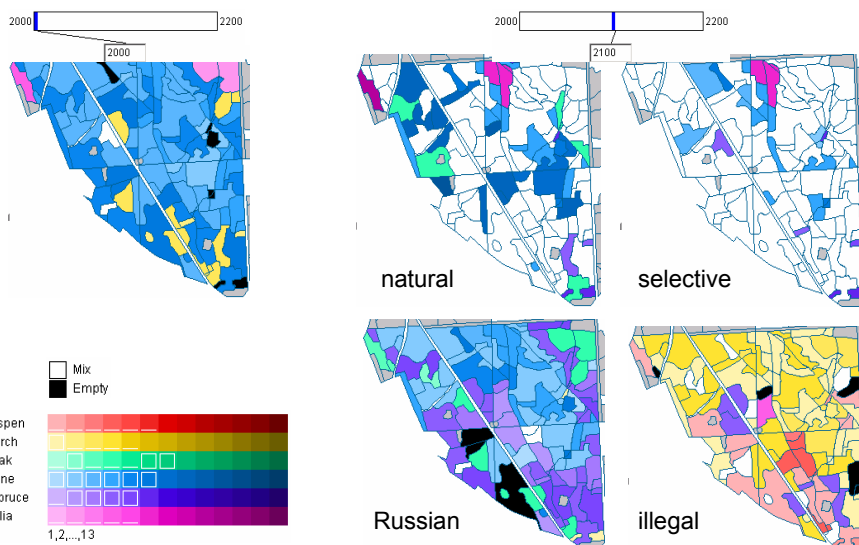 2000 2200
2000
2000 2200
2100
natural
selective
Mix
Empty
spen
rch
ak
ne
pruce
lia
1,2,...,13
Russian
illegal